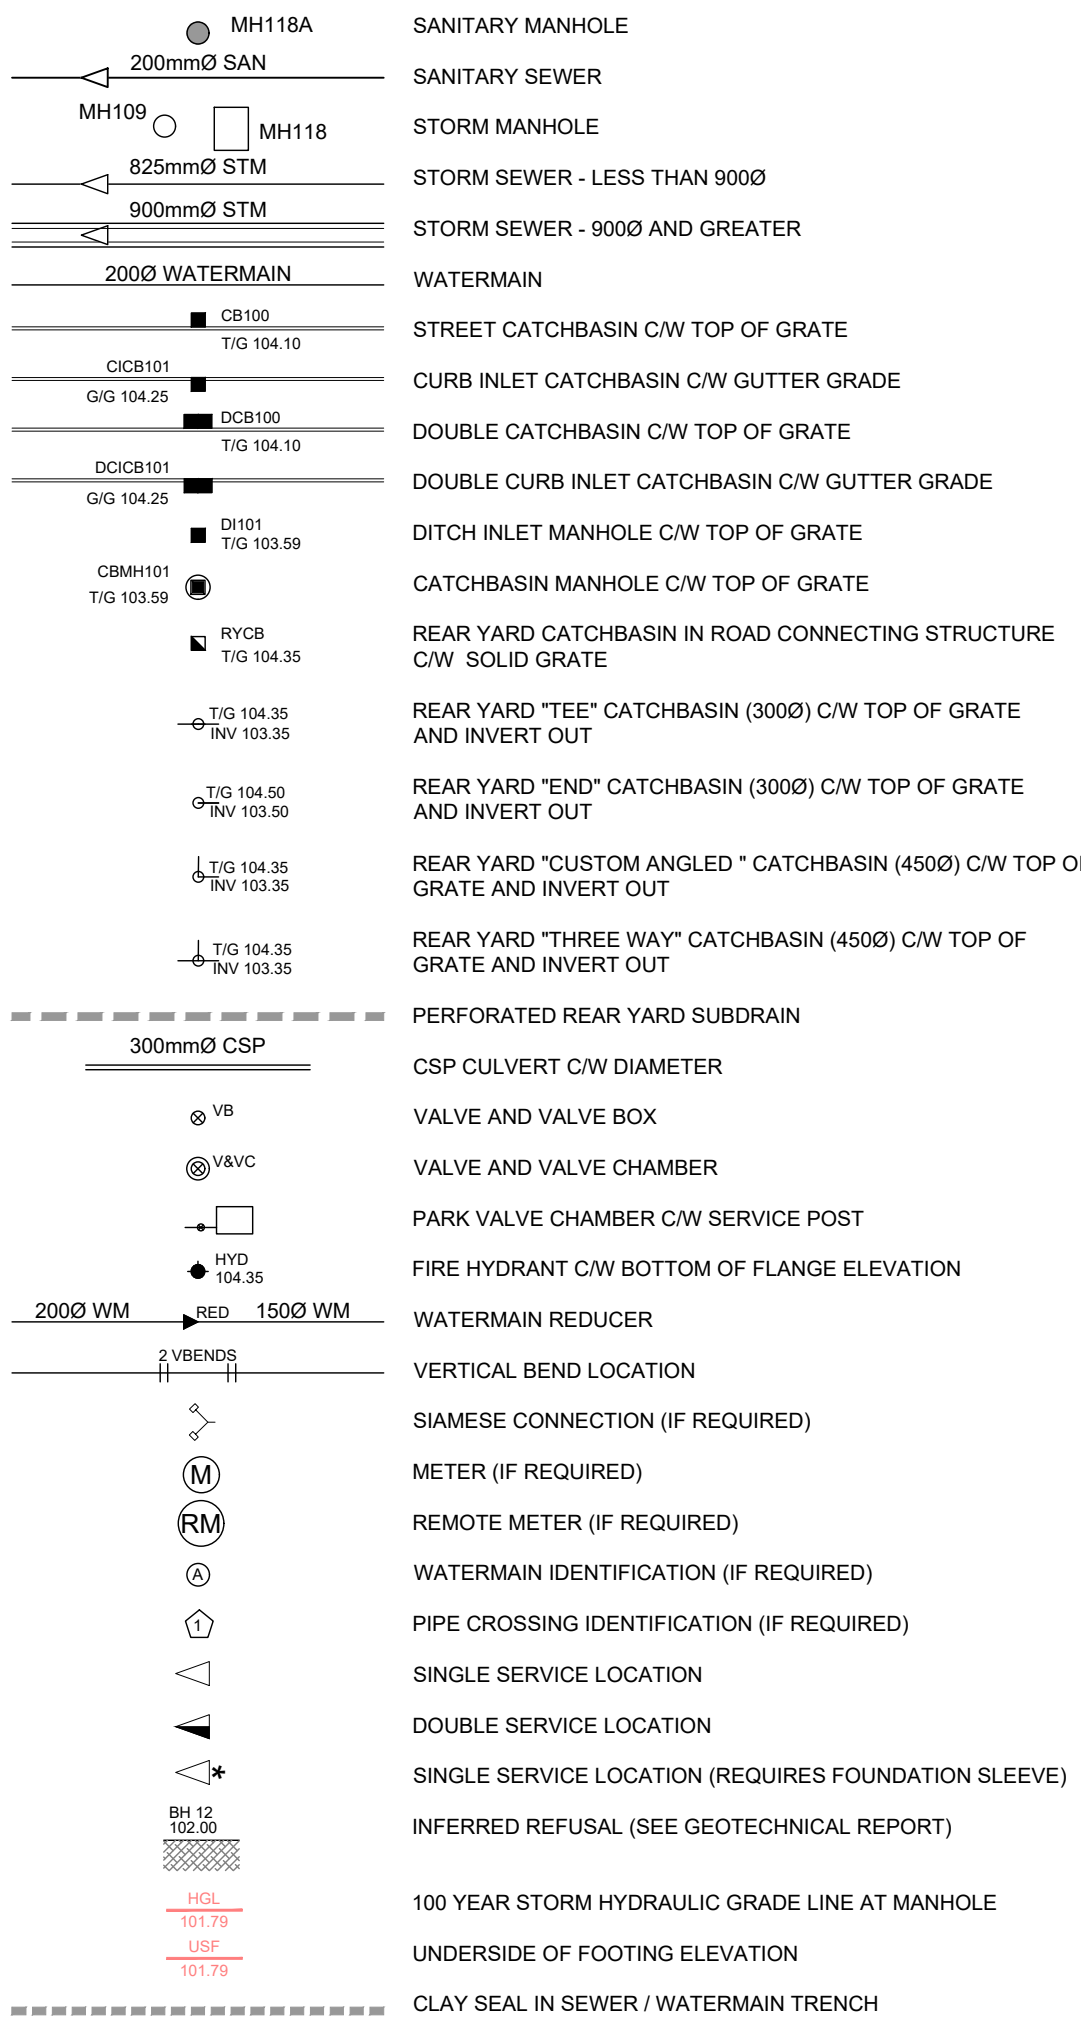 MH118A
SANITARY MANHOLE
200mmØ SAN
SANITARY SEWER
MH109
MH118
STORM MANHOLE
825mmØ STM
STORM SEWER - LESS THAN 900Ø
900mmØ STM
STORM SEWER - 900Ø AND GREATER
200Ø WATERMAIN
WATERMAIN
CB100
T/G 104.10
STREET CATCHBASIN C/W TOP OF GRATE
CICB101
G/G 104.25
CURB INLET CATCHBASIN C/W GUTTER GRADE
DCB100
T/G 104.10
DOUBLE CATCHBASIN C/W TOP OF GRATE
DCICB101
G/G 104.25
DOUBLE CURB INLET CATCHBASIN C/W GUTTER GRADE
DI101
T/G 103.59
DITCH INLET MANHOLE C/W TOP OF GRATE
CBMH101
T/G 103.59
CATCHBASIN MANHOLE C/W TOP OF GRATE
RYCB
T/G 104.35
REAR YARD CATCHBASIN IN ROAD CONNECTING STRUCTURE
C/W SOLID GRATE
T/G 104.35
INV 103.35
REAR YARD "TEE" CATCHBASIN (300Ø) C/W TOP OF GRATE
AND INVERT OUT
T/G 104.50
INV 103.50
REAR YARD "END" CATCHBASIN (300Ø) C/W TOP OF GRATE
AND INVERT OUT
T/G 104.35
INV 103.35
REAR YARD "CUSTOM ANGLED " CATCHBASIN (450Ø) C/W TOP OF
GRATE AND INVERT OUT
T/G 104.35
INV 103.35
REAR YARD "THREE WAY" CATCHBASIN (450Ø) C/W TOP OF
GRATE AND INVERT OUT
PERFORATED REAR YARD SUBDRAIN
300mmØ CSP
CSP CULVERT C/W DIAMETER
VB
VALVE AND VALVE BOX
V&VC
VALVE AND VALVE CHAMBER
PARK VALVE CHAMBER C/W SERVICE POST
HYD
104.35
FIRE HYDRANT C/W BOTTOM OF FLANGE ELEVATION
200Ø WM RED 150Ø WM
WATERMAIN REDUCER
2 VBENDS
VERTICAL BEND LOCATION
SIAMESE CONNECTION (IF REQUIRED)
M
METER (IF REQUIRED)
RM
REMOTE METER (IF REQUIRED)
A
WATERMAIN IDENTIFICATION (IF REQUIRED)
1
PIPE CROSSING IDENTIFICATION (IF REQUIRED)
SINGLE SERVICE LOCATION
DOUBLE SERVICE LOCATION
*
SINGLE SERVICE LOCATION (REQUIRES FOUNDATION SLEEVE)
BH 12
102.00
INFERRED REFUSAL (SEE GEOTECHNICAL REPORT)
HGL
101.79
100 YEAR STORM HYDRAULIC GRADE LINE AT MANHOLE
USF
101.79
UNDERSIDE OF FOOTING ELEVATION
CLAY SEAL IN SEWER / WATERMAIN TRENCH